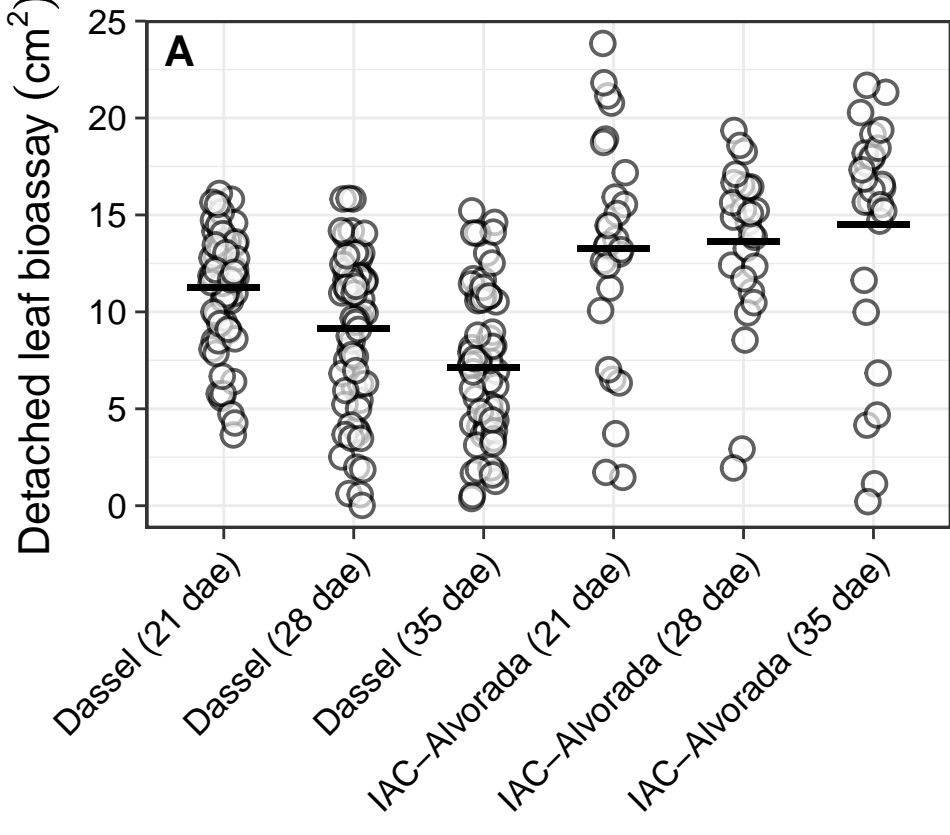 A
Detached leaf bioassay (cm²)
25
20
15
10
5
0
Dassel (21 dae)
Dassel (28 dae)
Dassel (35 dae)
IAC−Alvorada (21 dae)
IAC−Alvorada (28 dae)
IAC−Alvorada (35 dae)